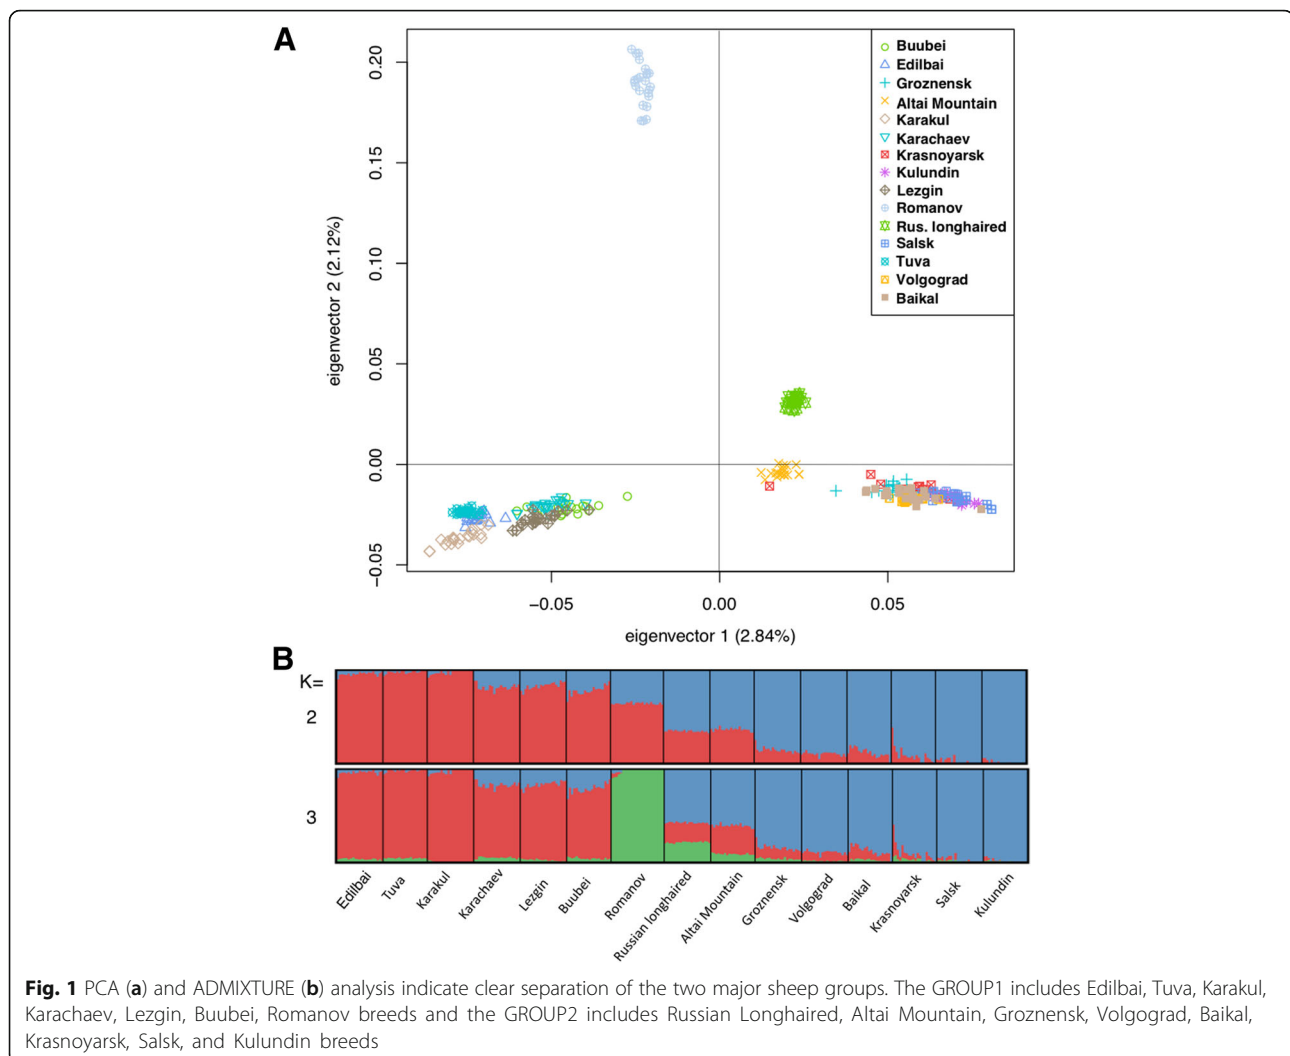 A
Buubei
Edilbai
Groznensk
Altai Mountain
Karakul
Karachaev
Krasnoyarsk
Kulundin
Lezgin
Romanov
Rus. longhaired
Salsk
Tuva
Volgograd
Baikal
eigenvector 2 (2.12%)
0.20
0.15
0.10
0.05
0.00
−0.05
−0.05
0.00
0.05
eigenvector 1 (2.84%)
B
K=
2
3
Edilbai
Tuva
Karakul
Karachaev
Lezgin
Buubei
Romanov
Russian longhaired
Altai Mountain
Groznensk
Volgograd
Baikal
Krasnoyarsk
Salsk
Kulundin
Fig. 1 PCA (a) and ADMIXTURE (b) analysis indicate clear separation of the two major sheep groups. The GROUP1 includes Edilbai, Tuva, Karakul,
Karachaev, Lezgin, Buubei, Romanov breeds and the GROUP2 includes Russian Longhaired, Altai Mountain, Groznensk, Volgograd, Baikal,
Krasnoyarsk, Salsk, and Kulundin breeds